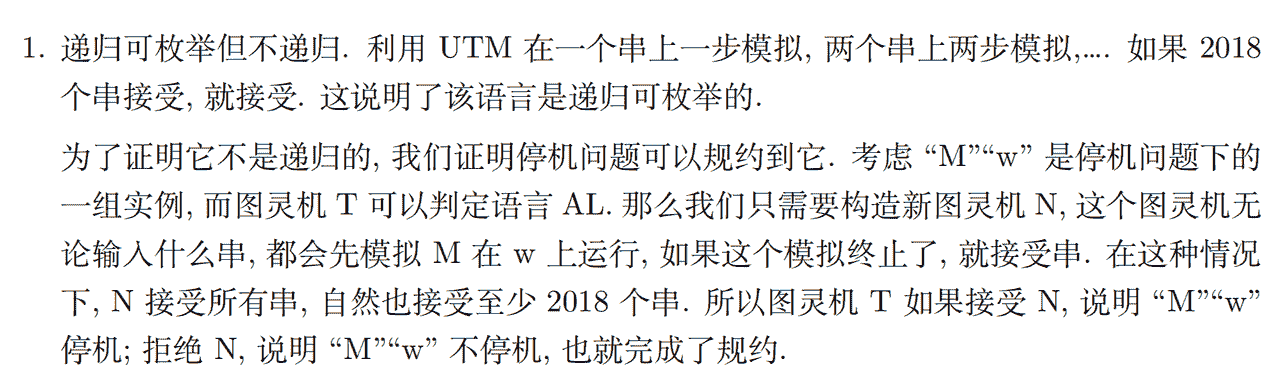 1. 递归可枚举但不递归. 利用 UTM 在一个串上一步模拟, 两个串上两步模拟,.... 如果 2018
个串接受, 就接受. 这说明了该语言是递归可枚举的.
为了证明它不是递归的, 我们证明停机问题可以规约到它. 考虑 “M”“w” 是停机问题下的
一组实例, 而图灵机 T 可以判定语言 AL. 那么我们只需要构造新图灵机 N, 这个图灵机无
论输入什么串, 都会先模拟 M 在 w 上运行, 如果这个模拟终止了, 就接受串. 在这种情况
下, N 接受所有串, 自然也接受至少 2018 个串. 所以图灵机 T 如果接受 N, 说明 “M”“w”
停机; 拒绝 N, 说明 “M”“w” 不停机, 也就完成了规约.